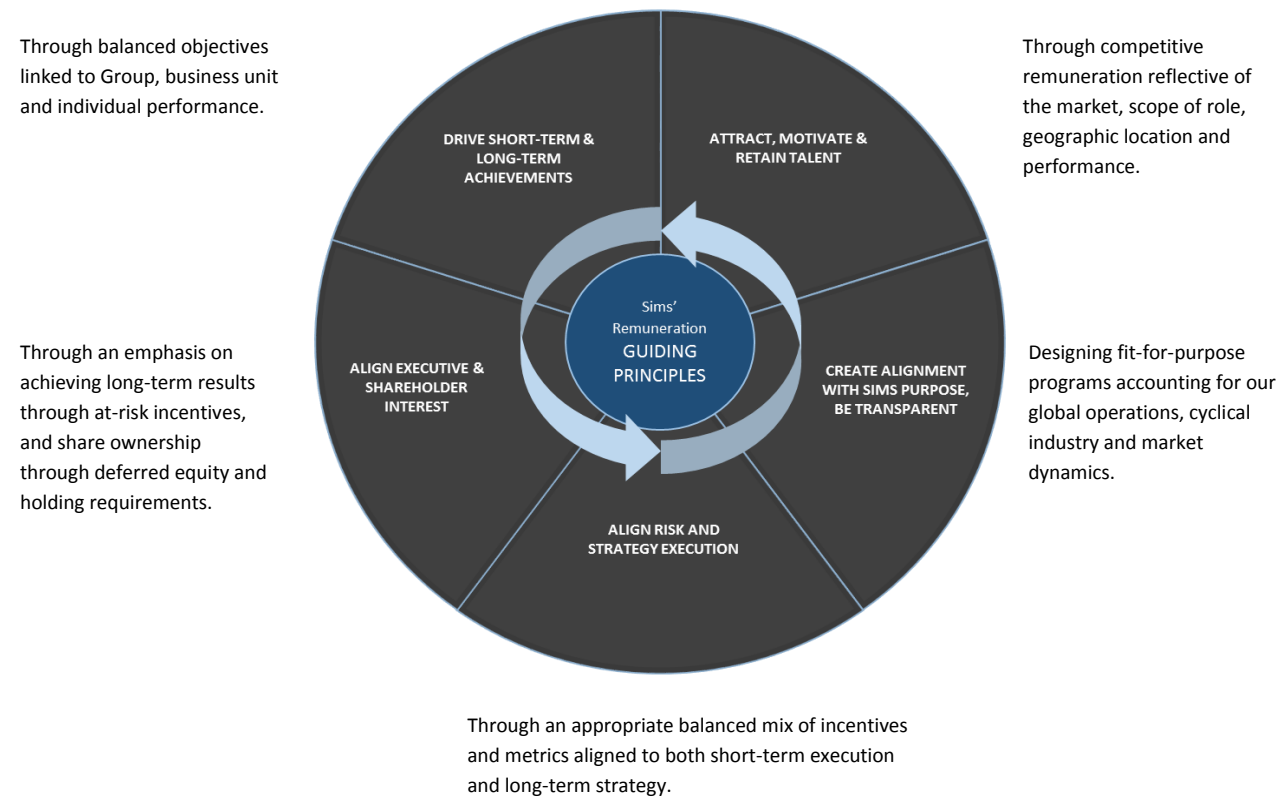 Through balanced objectives
linked to Group, business unit
and individual performance.
Through competitive
remuneration reflective of
the market, scope of role,
geographic location and
performance.
DRIVE SHORT-TERM &
LONG-TERM
ACHIEVEMENTS
ATTRACT, MOTIVATE &
RETAIN TALENT
Sims’
Remuneration
GUIDING
PRINCIPLES
Through an emphasis on
achieving long-term results
through at-risk incentives,
and share ownership
through deferred equity and
holding requirements.
ALIGN EXECUTIVE &
SHAREHOLDER
INTEREST
CREATE ALIGNMENT
WITH SIMS PURPOSE,
BE TRANSPARENT
Designing fit-for-purpose
programs accounting for our
global operations, cyclical
industry and market
dynamics.
ALIGN RISK AND
STRATEGY EXECUTION
Through an appropriate balanced mix of incentives
and metrics aligned to both short-term execution
and long-term strategy.